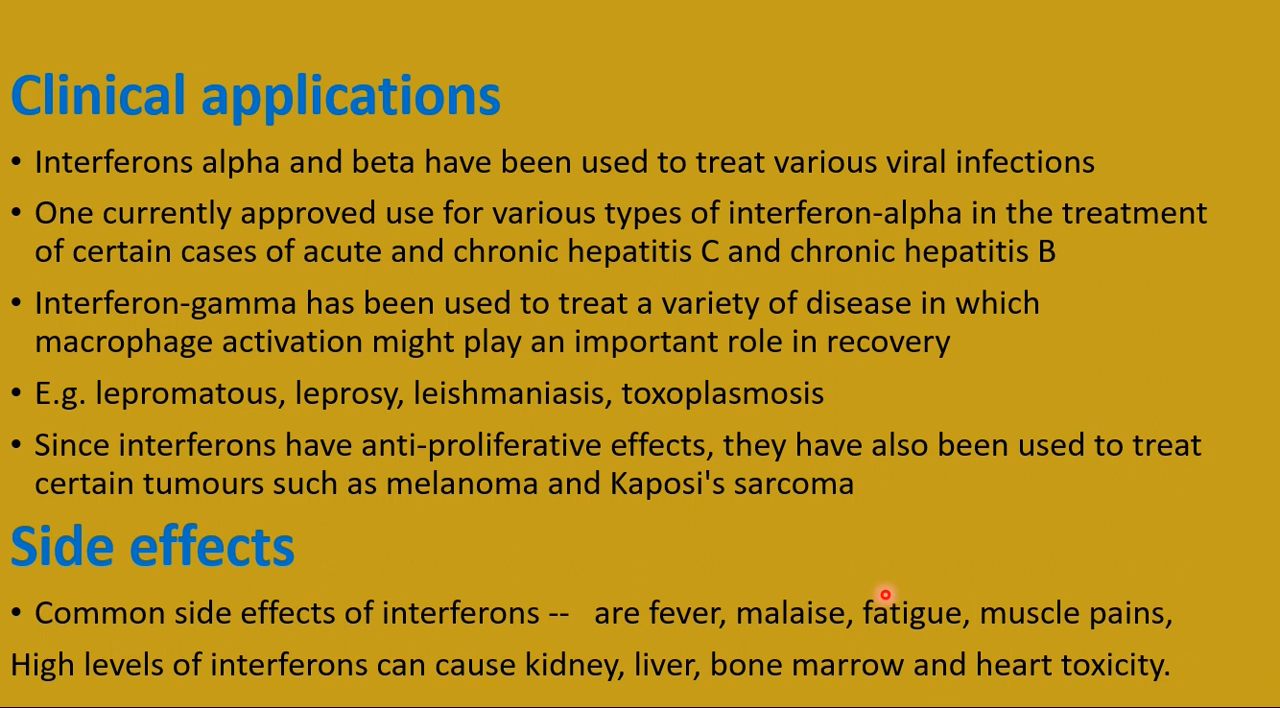 Clinical applications
• Interferons alpha and beta have been used to treat various viral infections
• One currently approved use for various types of interferon-alpha in the treatment
of certain cases of acute and chronic hepatitis C and chronic hepatitis B
• Interferon-gamma has been used to treat a variety of disease in which
macrophage activation might play an important role in recovery
• E.g. lepromatous, leprosy, leishmaniasis, toxoplasmosis
• Since interferons have anti-proliferative effects, they have also been used to treat
certain tumours such as melanoma and Kaposi's sarcoma
Side effects
• Common side effects of interferons -- are fever, malaise, fatigue, muscle pains,
High levels of interferons can cause kidney, liver, bone marrow and heart toxicity.